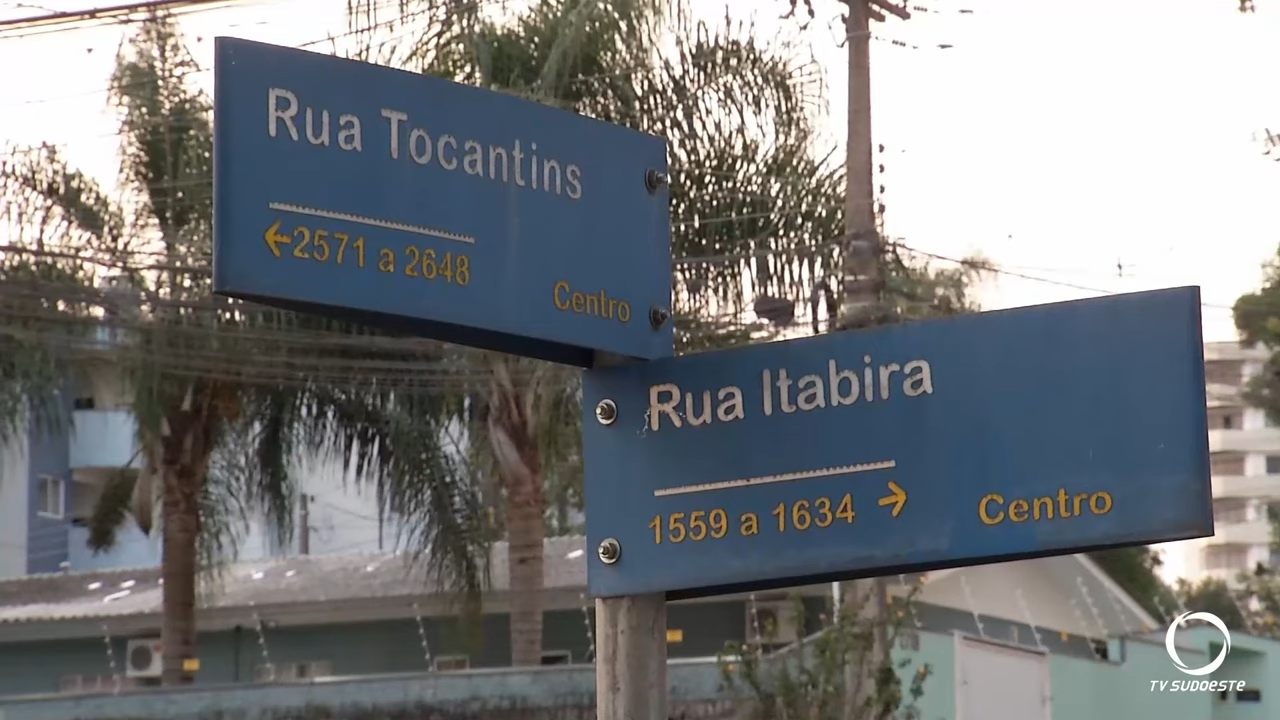 Rua Tocantins
←2571 a 2648
Centro
Rua Itabira
1559 a 1634 →
Centro
TV SUDOESTE